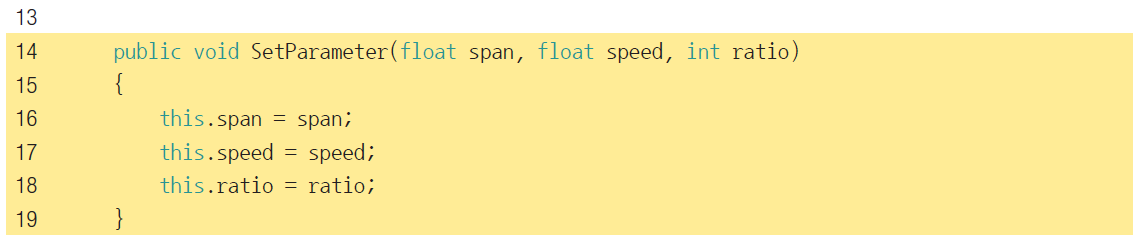 13
14 public void SetParameter(float span, float speed, int ratio)
15 {
16 this.span = span;
17 this.speed = speed;
18 this.ratio = ratio;
19 }